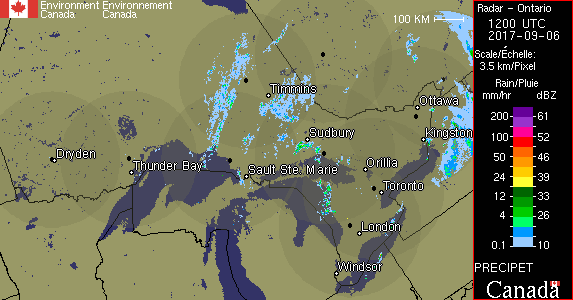 Environment Environnement
Canada Canada
100 KM
Timmins
Ottawa
Sudbury
Kingston
Dryden
Thunder Bay
Sault Ste. Marie
Orillia
Toronto
London
Windsor
Radar - Ontario
1200 UTC
2017-09-06
Scale/Échelle:
3.5 km/Pixel
Rain/Pluie
mm/hr dBZ
200 61
100 57
50 46
24 39
12 33
4 26
0.1 10
PRECIPET
Canada